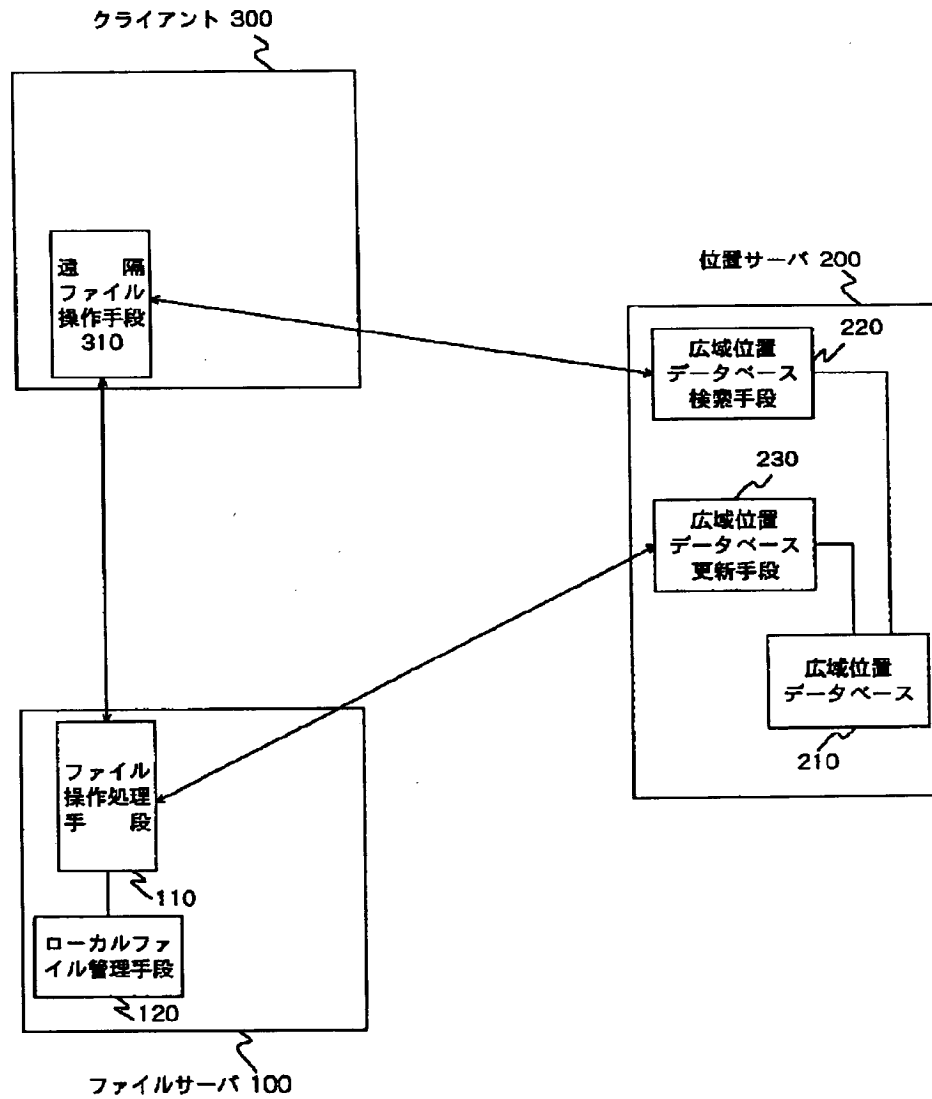 クライアント 300
遠 隔
ファイル
操作手段
310
位置サーバ 200
広域位置
データベース
検索手段
220
230
広域位置
データベース
更新手段
広域位置
データベース
210
ファイル
操作処理
手 段
110
ローカルファ
イル管理手段
120
ファイルサーバ 100